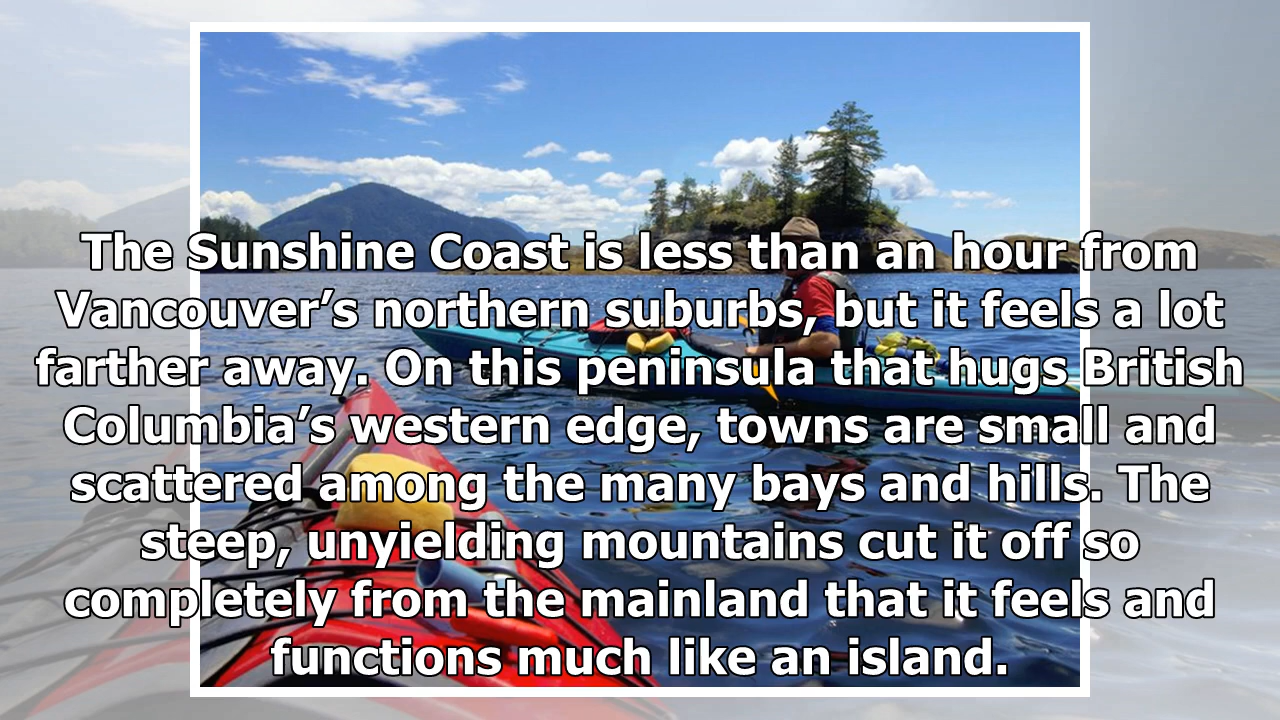 The Sunshine Coast is less than an hour from
Vancouver’s northern suburbs, but it feels a lot
farther away. On this peninsula that hugs British
Columbia’s western edge, towns are small and
scattered among the many bays and hills. The
steep, unyielding mountains cut it off so
completely from the mainland that it feels and
functions much like an island.